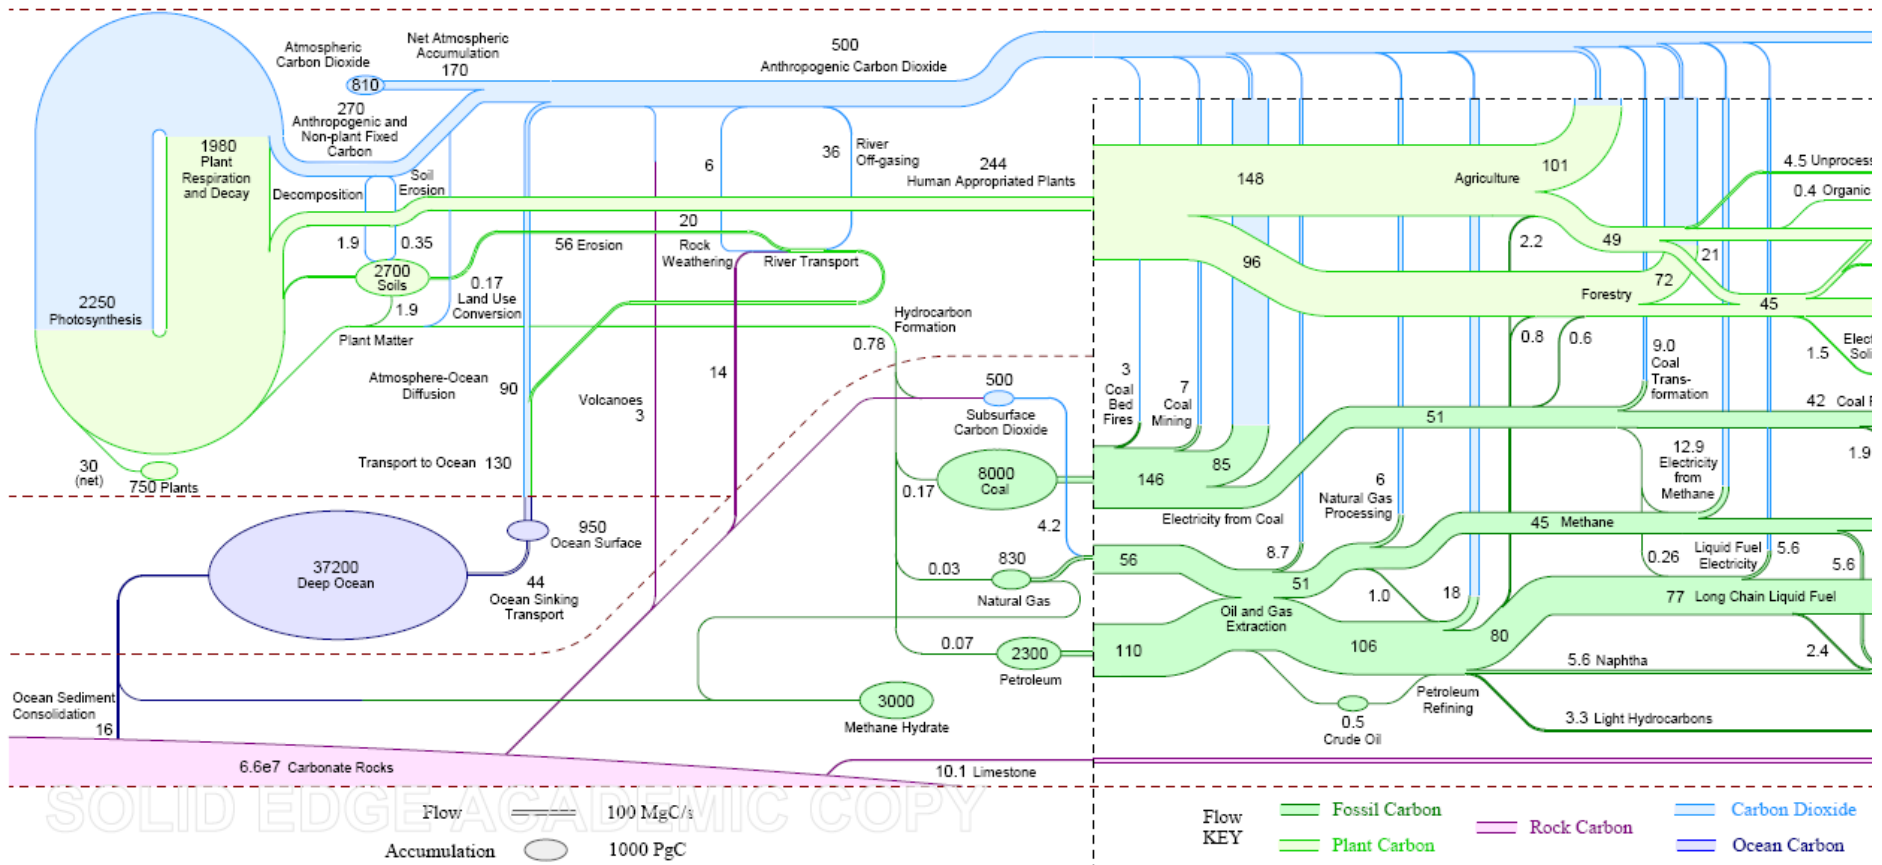 Atmospheric
Carbon Dioxide
810
Net Atmospheric
Accumulation
170
500
Anthropogenic Carbon Dioxide
270
Anthropogenic and
Non-plant Fixed
Carbon
1980
Plant
Respiration
and Decay
Decomposition
Soil
Erosion
6
36
River
Off-gasing
244
Human Appropriated Plants
1.9
0.35
20
Rock
Weathering
River Transport
56 Erosion
2700
Soils
0.17
Land Use
Conversion
1.9
2250
Photosynthesis
Plant Matter
Hydrocarbon
Formation
0.78
Atmosphere-Ocean
Diffusion
90
Volcanoes
3
14
500
Subsurface
Carbon Dioxide
30
(net)
750 Plants
Transport to Ocean 130
8000
Coal
0.17
4.2
950
Ocean Surface
37200
Deep Ocean
44
Ocean Sinking
Transport
0.03
830
Natural Gas
0.07
2300
Petroleum
Ocean Sediment
Consolidation
16
3000
Methane Hydrate
6.6e7 Carbonate Rocks
10.1 Limestone
148
Agriculture
101
4.5 Unprocess
0.4 Organic
2.2
49
21
96
72
Forestry
45
0.8
0.6
9.0
Coal
Trans-
formation
1.5
Elect
Soli
3
Coal
Bed
Fires
7
Coal
Mining
51
42 Coal F
146
85
12.9
Electricity
from
Methane
1.9
6
Natural Gas
Processing
Electricity from Coal
45 Methane
56
8.7
51
0.26
Liquid Fuel
Electricity
5.6
5.6
1.0
18
77 Long Chain Liquid Fuel
Oil and Gas
Extraction
110
106
80
5.6 Naphtha
2.4
Petroleum
Refining
0.5
Crude Oil
3.3 Light Hydrocarbons
SOLID EDGE ACADEMIC COPY
Flow 100 MgC/s
Accumulation 1000 PgC
Flow
KEY
Fossil Carbon
Plant Carbon
Rock Carbon
Carbon Dioxide
Ocean Carbon